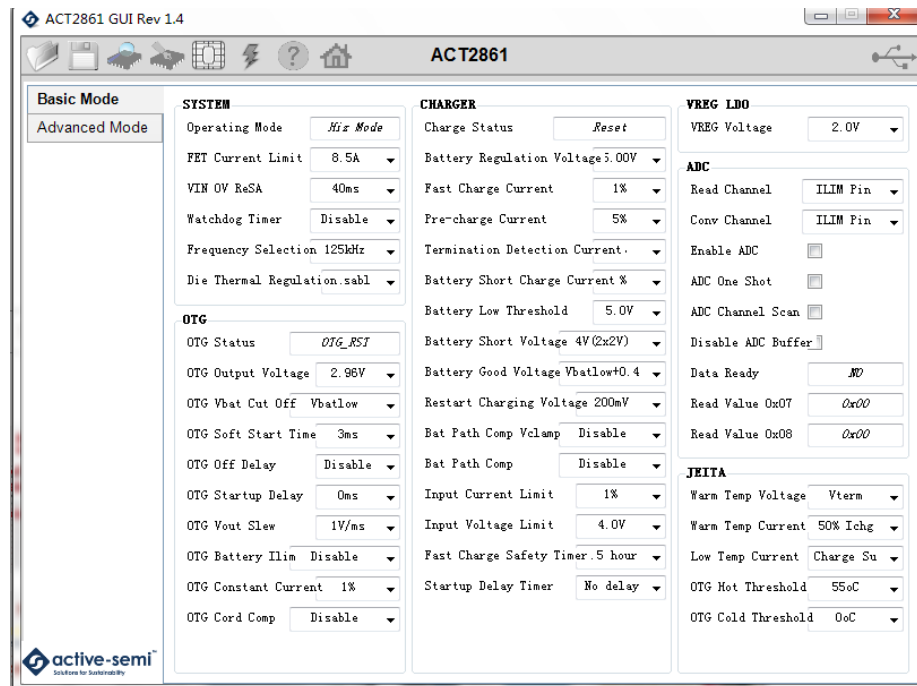 ACT2861 GUI Rev 1.4
ACT2861
Basic Mode
Advanced Mode
SYSTEM
Operating Mode Hiz Mode
FET Current Limit 8.5A
VIN OV ReSA 40ms
Watchdog Timer Disable
Frequency Selection 125kHz
Die Thermal Regulation.sabl
OTG
OTG Status OTG_RST
OTG Output Voltage 2.96V
OTG Vbat Cut Off Vbatlow
OTG Soft Start Time 3ms
OTG Off Delay Disable
OTG Startup Delay 0ms
OTG Vout Slew 1V/ms
OTG Battery Ilim Disable
OTG Constant Current 1%
OTG Cord Comp Disable
CHARGER
Charge Status Reset
Battery Regulation Voltage 5.00V
Fast Charge Current 1%
Pre-charge Current 5%
Termination Detection Current.
Battery Short Charge Current %
Battery Low Threshold 5.0V
Battery Short Voltage 4V(2x2V)
Battery Good Voltage Vbatlow+0.4
Restart Charging Voltage 200mV
Bat Path Comp Vclamp Disable
Bat Path Comp Disable
Input Current Limit 1%
Input Voltage Limit 4.0V
Fast Charge Safety Timer.5 hour
Startup Delay Timer No delay
VREG LDO
VREG Voltage 2.0V
ADC
Read Channel ILIM Pin
Conv Channel ILIM Pin
Enable ADC
ADC One Shot
ADC Channel Scan
Disable ADC Buffer
Data Ready NO
Read Value 0x07 0x00
Read Value 0x08 0x00
JEITA
Warm Temp Voltage Vterm
Warm Temp Current 50% Ichg
Low Temp Current Charge Su
OTG Hot Threshold 55oC
OTG Cold Threshold 0oC
active-semi
Solutions for Sustainability